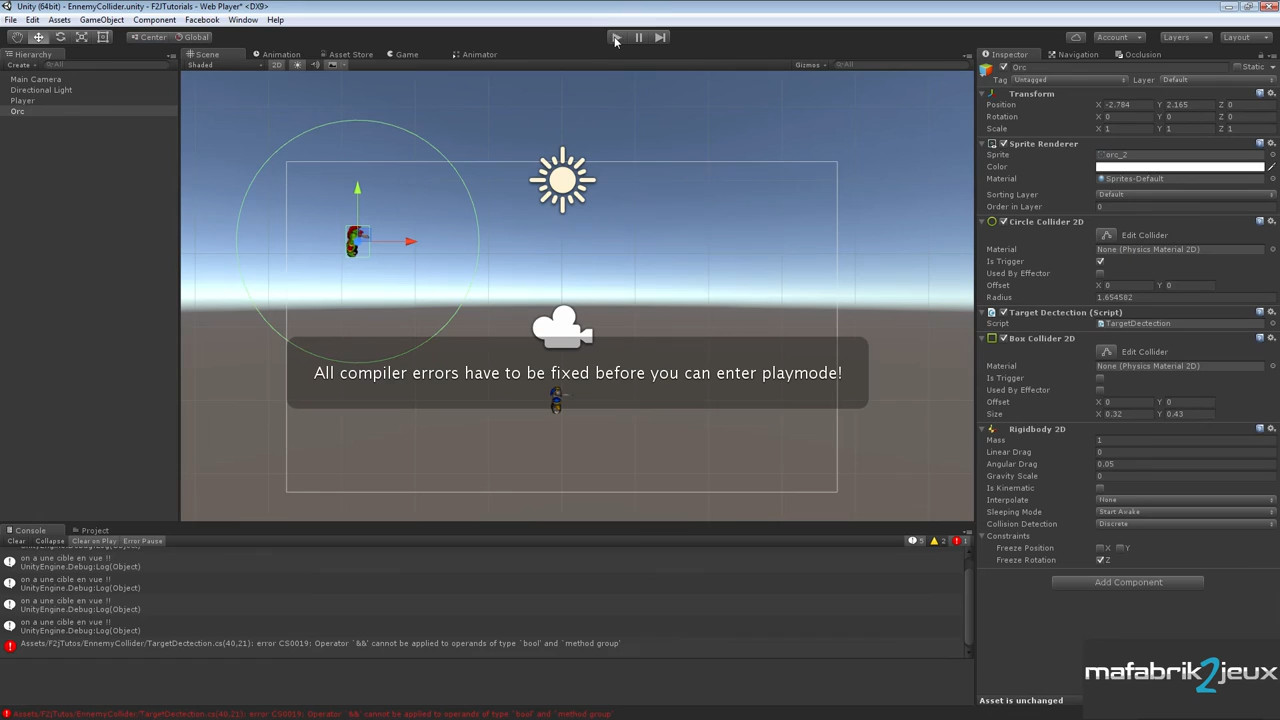 Unity (64bit) - EnnemyCollider.unity - F2JTutorials - Web Player* <DX9>
File Edit Assets GameObject Component Facebook Window Help
Center Global Account Layers Layout
Hierarchy Scene Animation Asset Store Game Animator Inspector Navigation Occlusion
Create All Shaded 2D Gizmos All
Main Camera
Directional Light
Player
Orc
Orc Static
Tag Untagged Layer Default
Transform
Position X -2.784 Y 2.165 Z 0
Rotation X 0 Y 0 Z 0
Scale X 1 Y 1 Z 1
Sprite Renderer
Sprite orc_2
Color
Material Sprites-Default
Sorting Layer Default
Order in Layer 0
Circle Collider 2D
Edit Collider
Material None (Physics Material 2D)
Is Trigger
Used By Effector
Offset X 0 Y 0
Radius 1.654582
Target Dectection (Script)
Script TargetDectection
Box Collider 2D
Edit Collider
Material None (Physics Material 2D)
Is Trigger
Used By Effector
Offset X 0 Y 0
Size X 0.32 Y 0.43
Rigidbody 2D
Mass 1
Linear Drag 0
Angular Drag 0.05
Gravity Scale 0
Is Kinematic
Interpolate None
Sleeping Mode Start Awake
Collision Detection Discrete
Constraints
Freeze Position X Y
Freeze Rotation Z
Add Component
All compiler errors have to be fixed before you can enter playmode!
Console Project
Clear Collapse Clear on Play Error Pause 5 2 1
UnityEngine.Debug:Log(Object)
on a une cible en vue !!
UnityEngine.Debug:Log(Object)
on a une cible en vue !!
UnityEngine.Debug:Log(Object)
on a une cible en vue !!
UnityEngine.Debug:Log(Object)
on a une cible en vue !!
UnityEngine.Debug:Log(Object)
Assets/F2jTutos/EnnemyCollider/TargetDectection.cs(40,21): error CS0019: Operator `&&' cannot be applied to operands of type `bool' and `method group'
mafabrik2jeux
Asset is unchanged
Assets/F2jTutos/EnnemyCollider/TargetDectection.cs(40,21): error CS0019: Operator `&&' cannot be applied to operands of type `bool' and `method group'